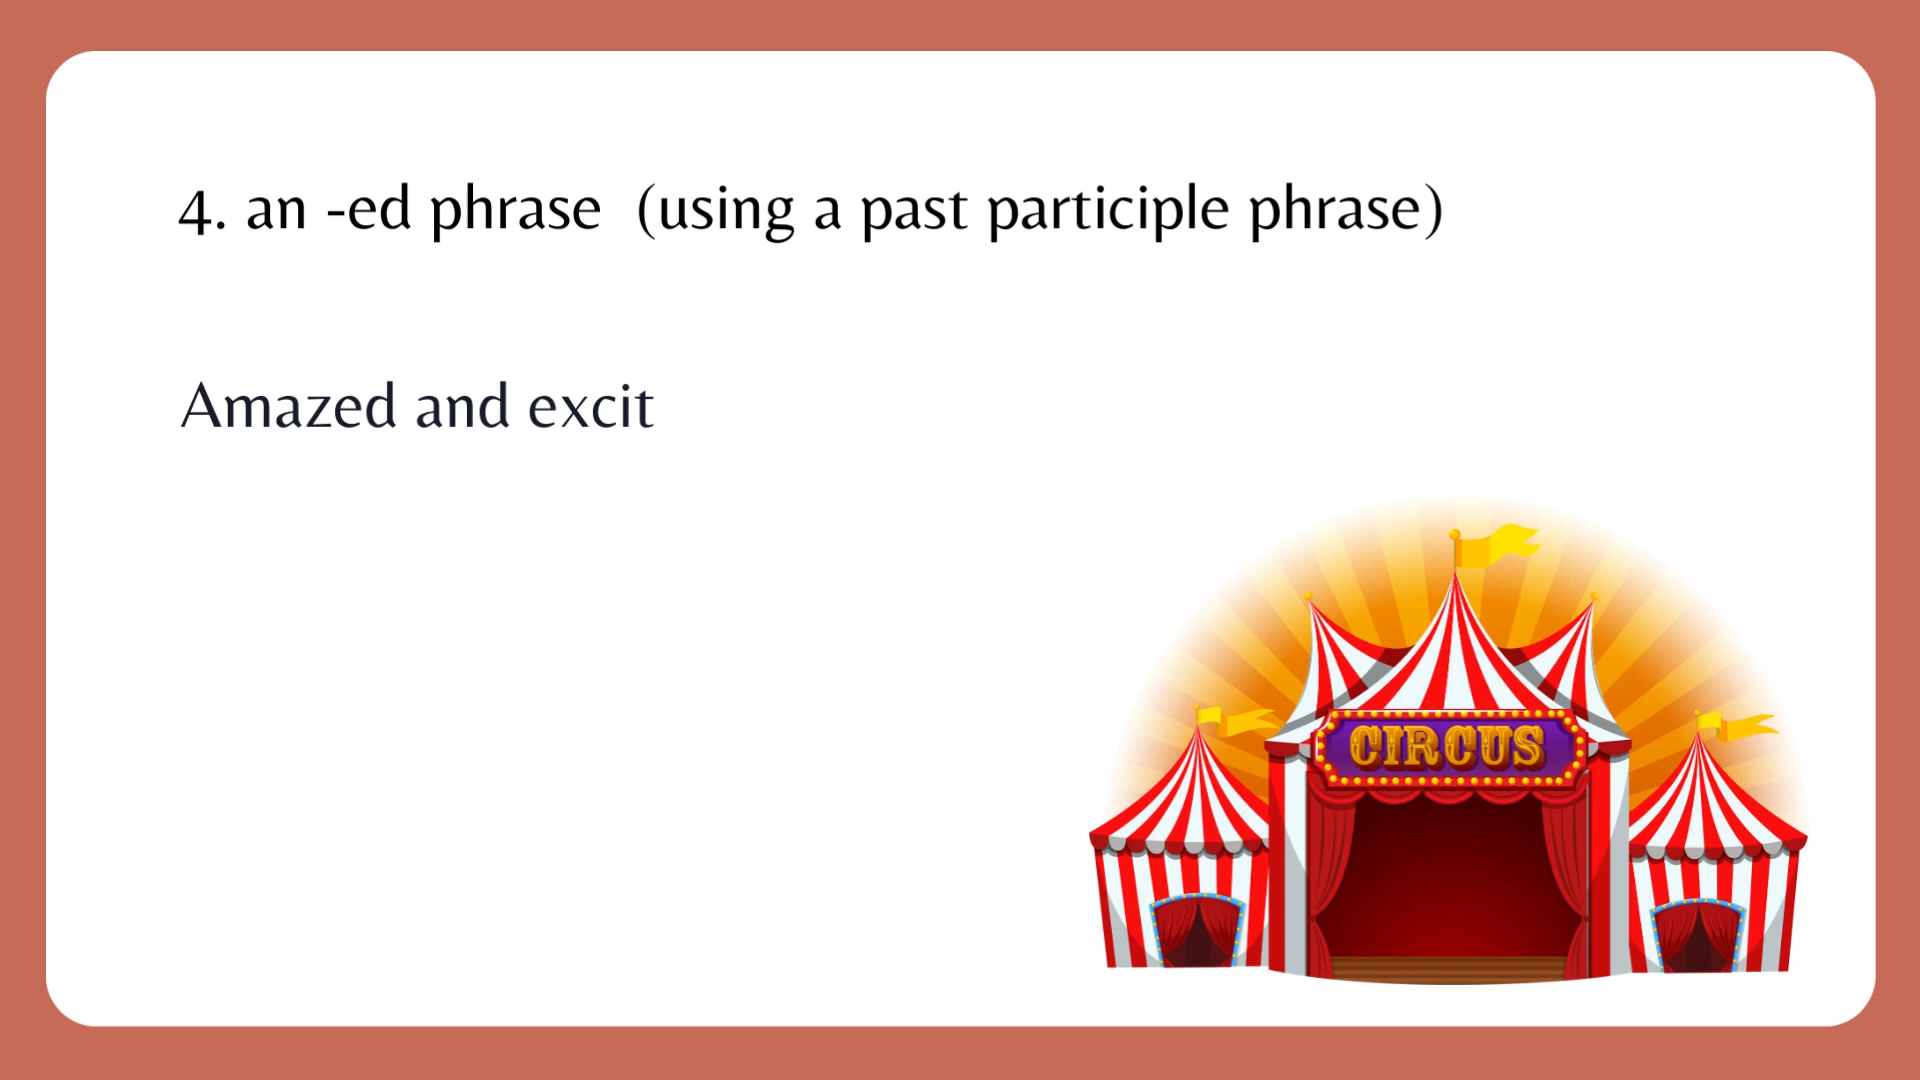 4. an -ed phrase (using a past participle phrase)
Amazed and excit
CIRCUS